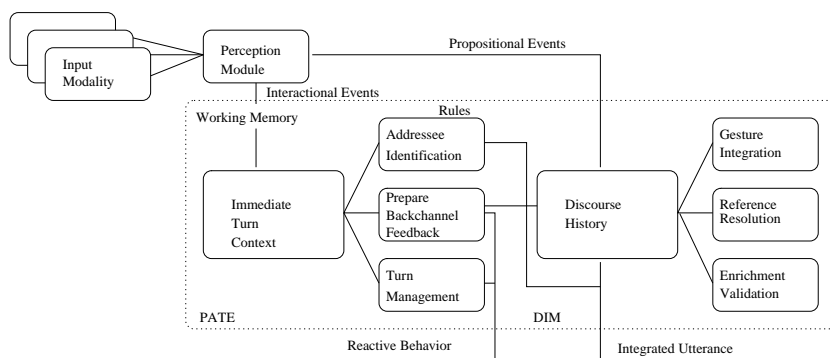 Input
Modality
Perception
Module
Propositional Events
Interactional Events
Working Memory
Rules
Immediate
Turn
Context
Addressee
Identification
Prepare
Backchannel
Feedback
Turn
Management
Discourse
History
Gesture
Integration
Reference
Resolution
Enrichment
Validation
PATE
DIM
Reactive Behavior
Integrated Utterance